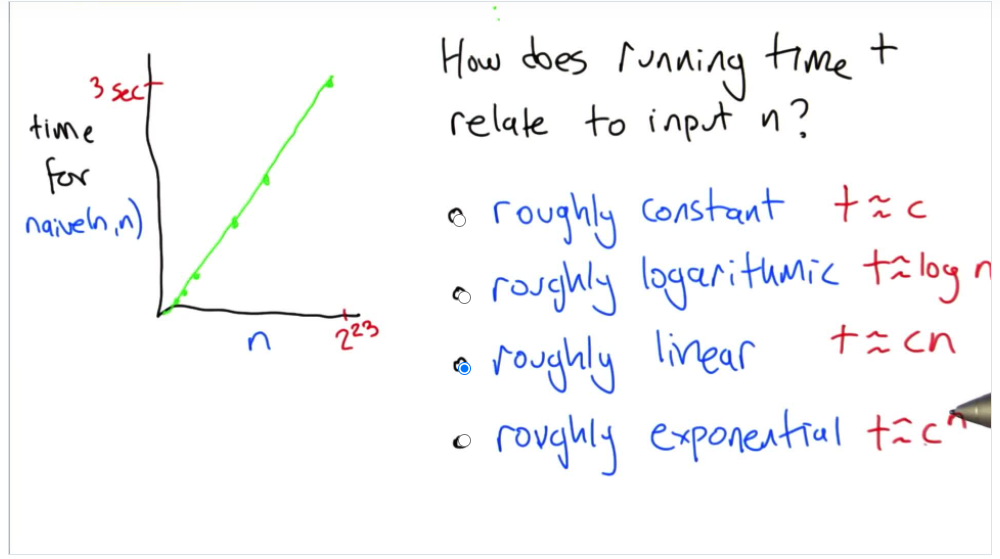 How does running time t
relate to input n?
3 sec
time
for
naive(n,n)
n
2^23
roughly constant t ≈ c
roughly logarithmic t ≈ log n
roughly linear t ≈ cn
roughly exponential t ≈ c^n